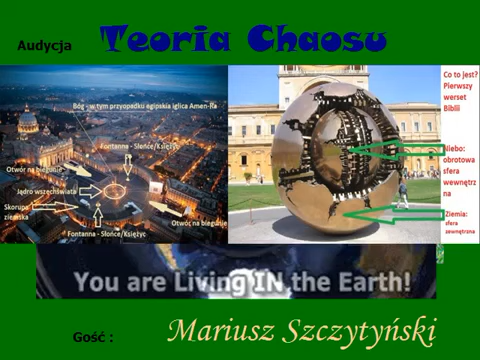 Audycja
Teoria Chaosu
Bóg - w tym przypadku egipska iglica Amen-Ra
Fontanna - Słońce/Księżyc
Otwór na biegunie
Jądro wszechświata
Skorupa
ziemska
Otwór na biegunie
Fontanna - Słońce/Księżyc
Co to jest?
Pierwszy
werset
Biblii
Niebo:
obrotowa
sfera
wewnętrz
na
Ziemia:
sfera
zewnętrzna
You are Living IN the Earth!
Gość :
Mariusz Szczytyński